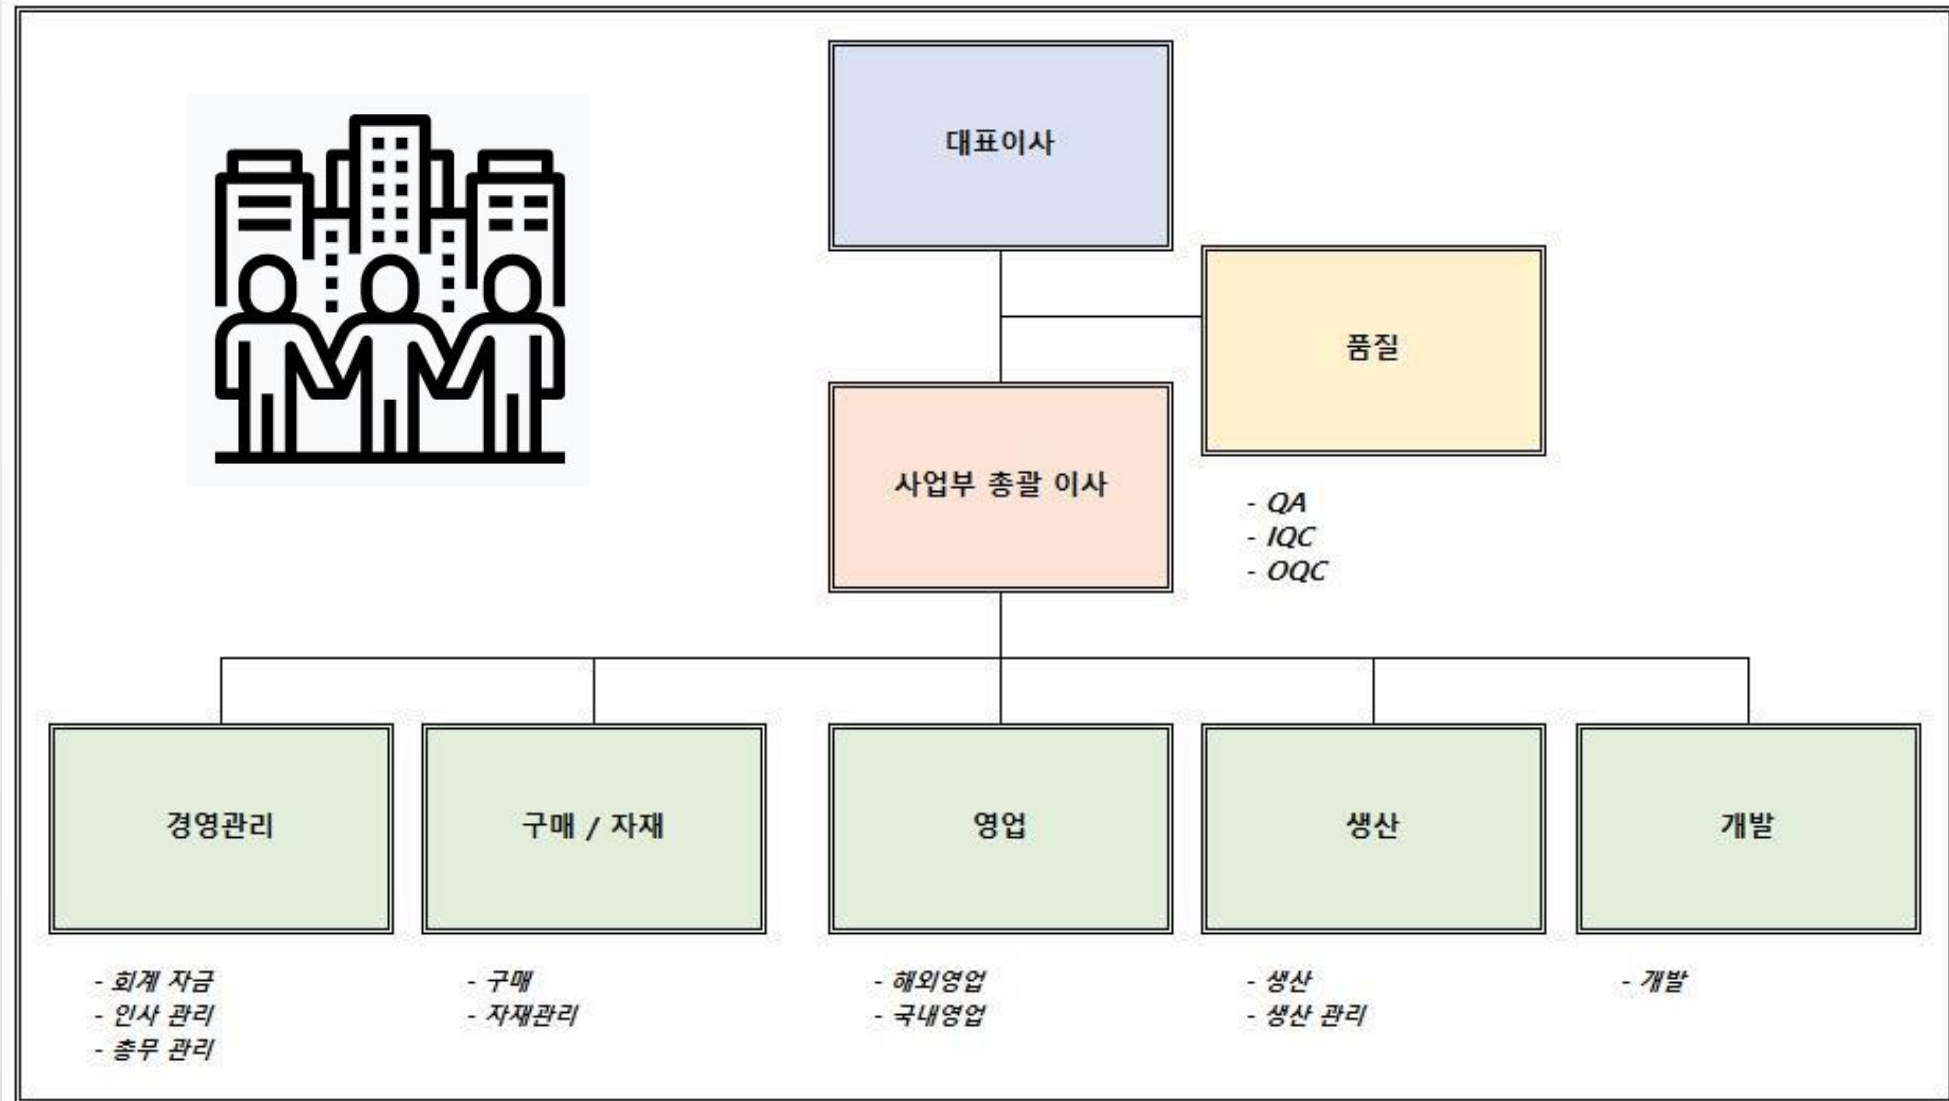 대표이사
품질
사업부 총괄 이사
- QA
- IQC
- OQC
경영관리
구매 / 자재
영업
생산
개발
- 회계 자금
- 인사 관리
- 총무 관리
- 구매
- 자재관리
- 해외영업
- 국내영업
- 생산
- 생산 관리
- 개발